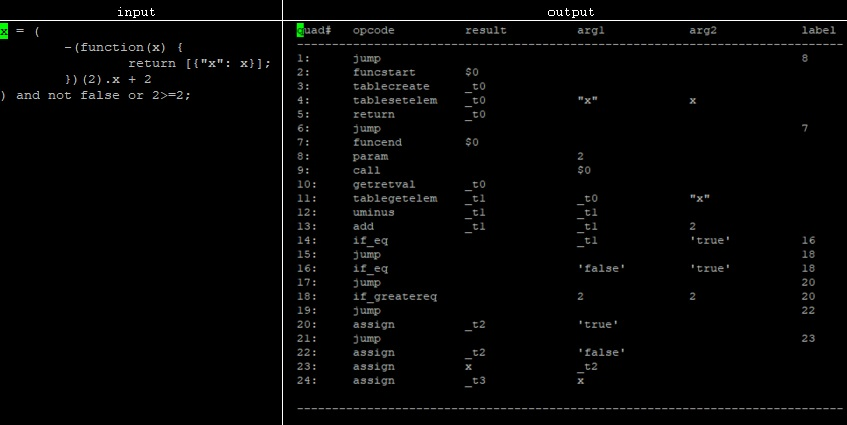 input
x = (
-(function(x) {
return [{"x": x}];
})(2).x + 2
) and not false or 2>=2;
output
quad# opcode result arg1 arg2 label
1: jump 8
2: funcstart $0
3: tablecreate _t0
4: tablesetelem _t0 "x" x
5: return _t0
6: jump 7
7: funcend $0
8: param 2
9: call $0
10: getretval _t0
11: tablegetelem _t1 _t0 "x"
12: uminus _t1 _t1
13: add _t1 _t1 2
14: if_eq _t1 'true' 16
15: jump 18
16: if_eq 'false' 'true' 18
17: jump 20
18: if_greatereq 2 2 20
19: jump 22
20: assign _t2 'true'
21: jump 23
22: assign _t2 'false'
23: assign x _t2
24: assign _t3 x